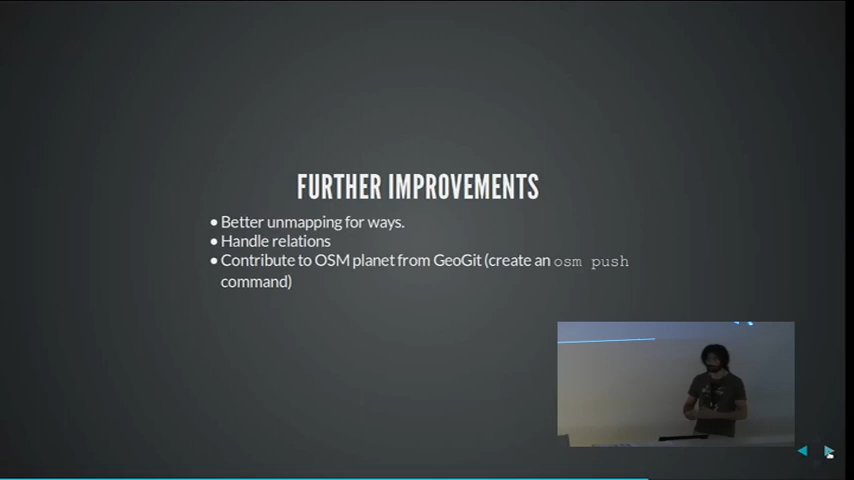 FURTHER IMPROVEMENTS
• Better unmapping for ways.
• Handle relations
• Contribute to OSM planet from GeoGit (create an osm push
command)